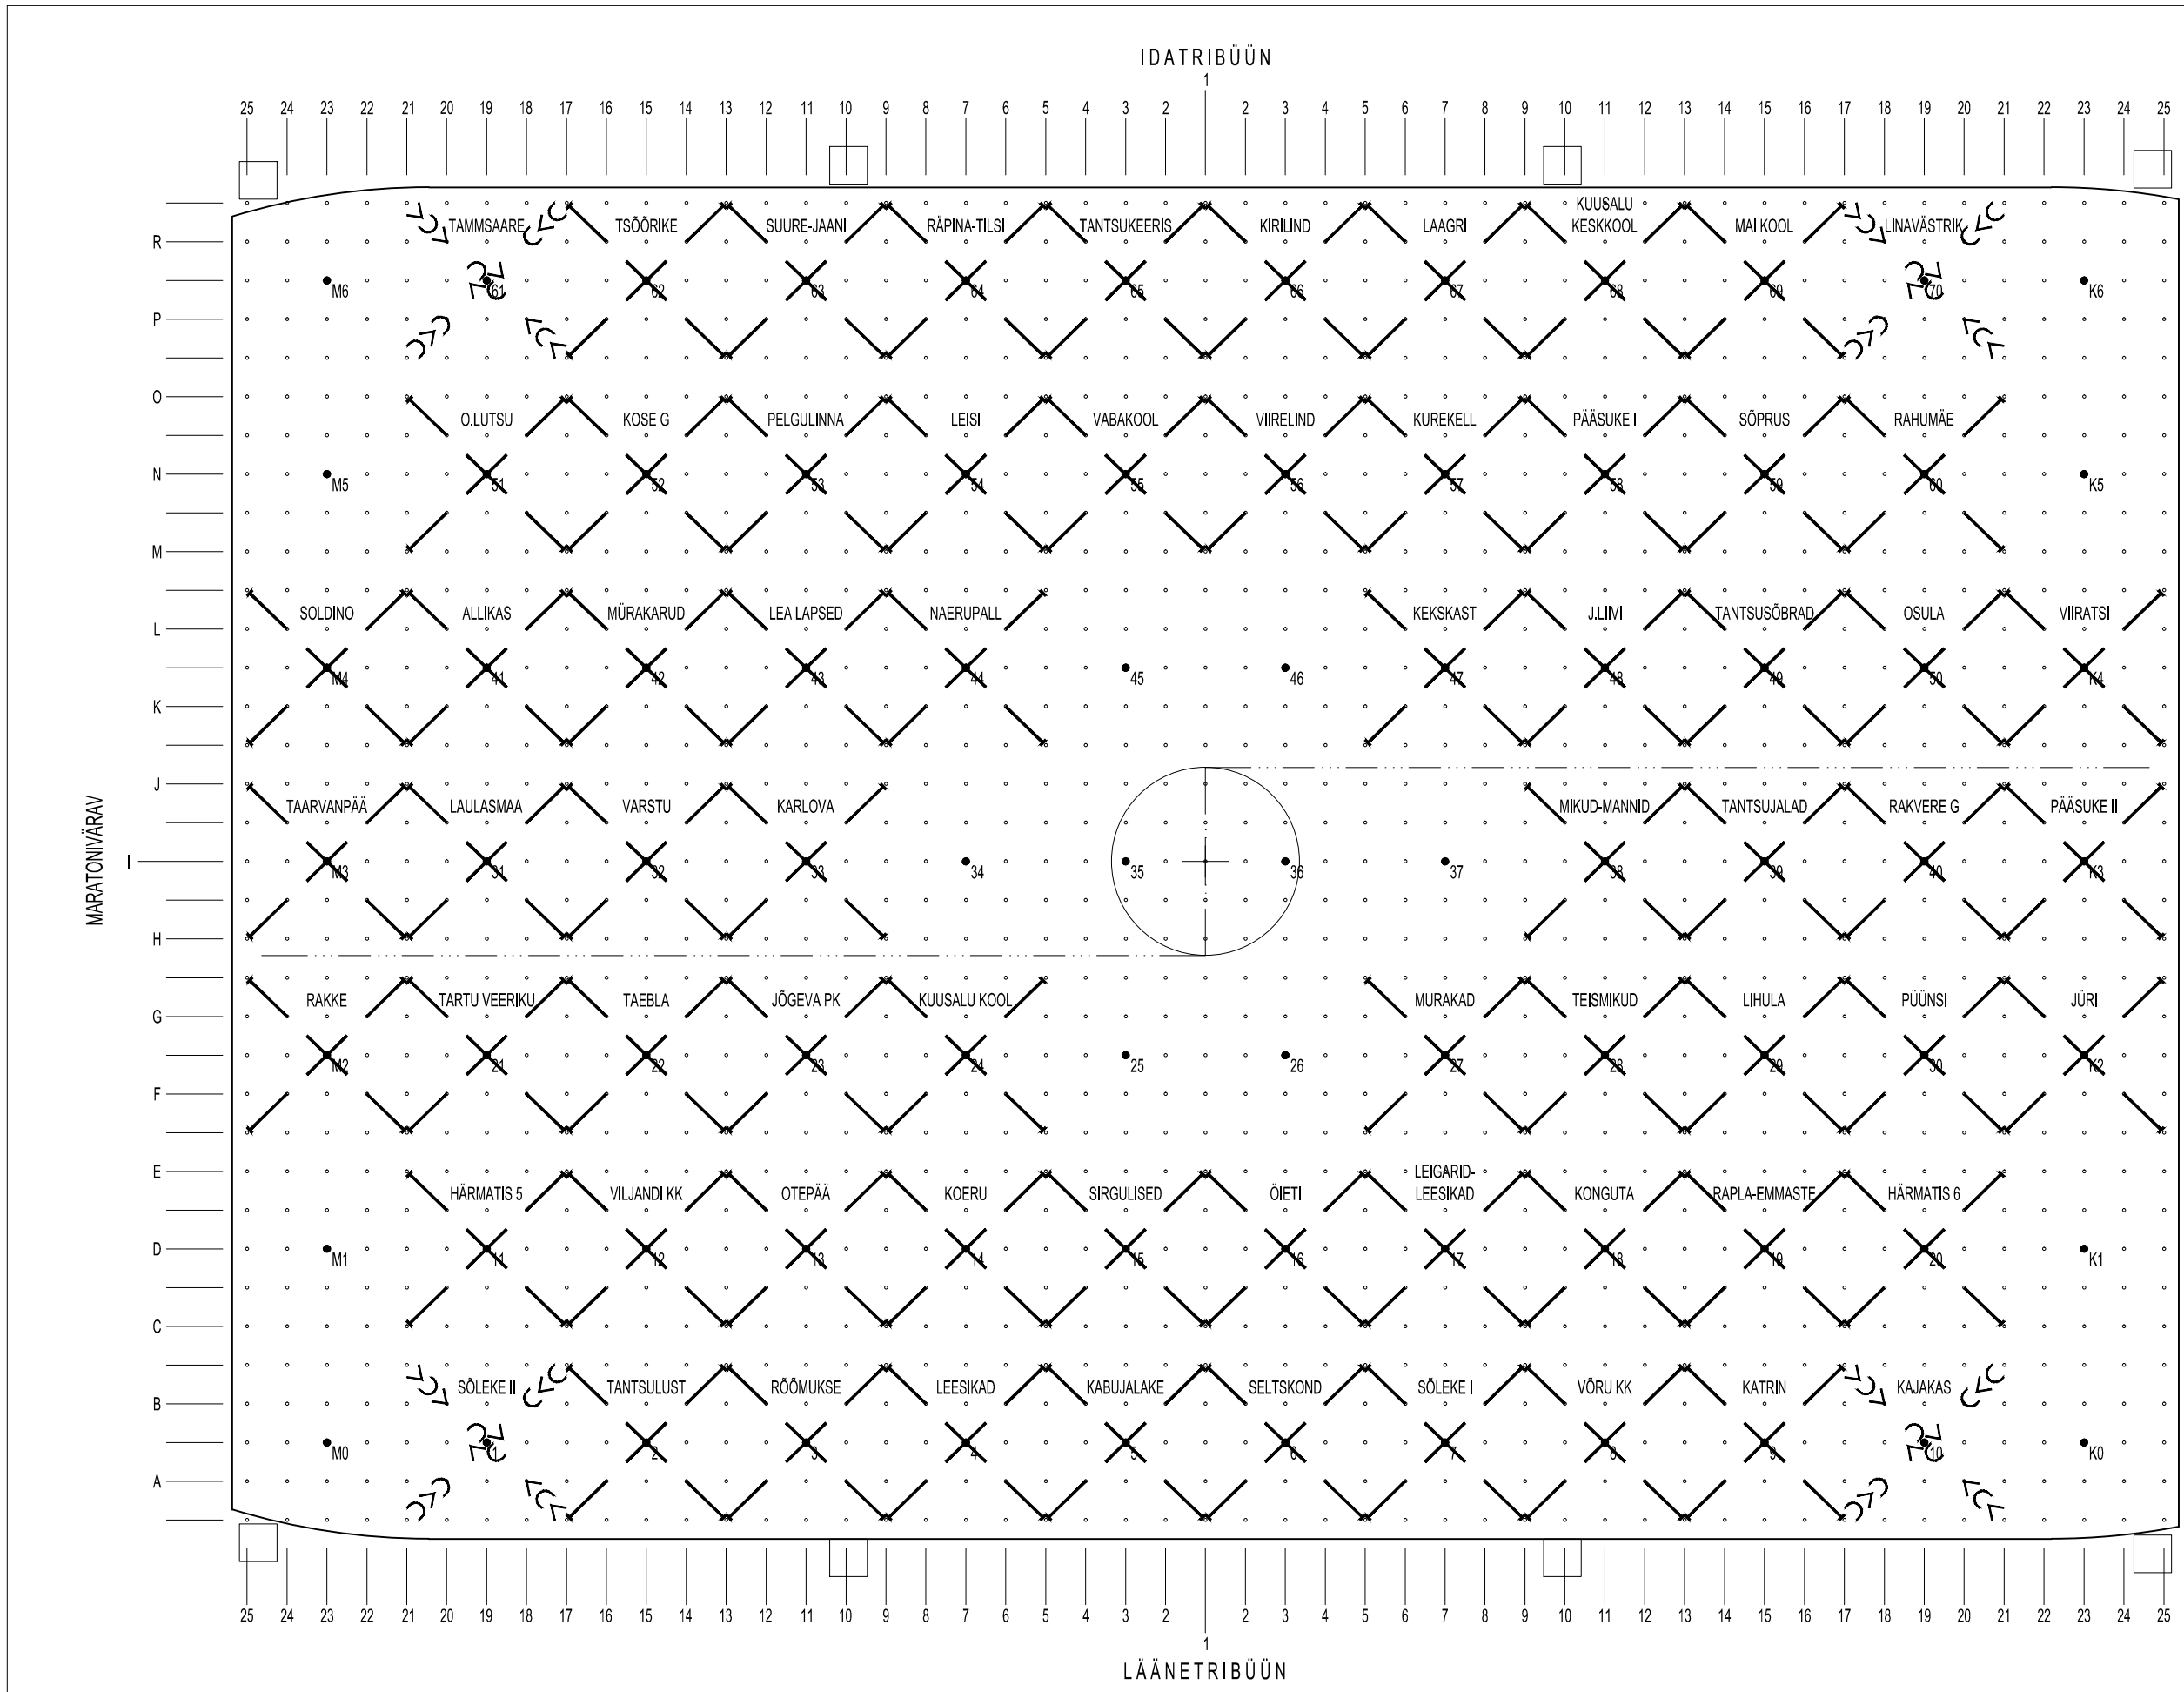 IDATRIBÜÜN
1
25 24 23 22 21 20 19 18 17 16 15 14 13 12 11 10 9 8 7 6 5 4 3 2 2 3 4 5 6 7 8 9 10 11 12 13 14 15 16 17 18 19 20 21 22 23 24 25
KUUSALU
R TAMMSAARE TSÕÕRIKE SUURE-JAANI RÄPINA-TILSI TANTSUKEERIS KIRILIND LAAGRI KESKKOOL MAI KOOL LINAVÄSTRIK
M6 61 62 63 64 65 66 67 68 69 70 K6
P
O
O.LUTSU KOSE G PELGULINNA LEISI VABAKOOL VIIRELIND KUREKELL PÄÄSUKE I SÕPRUS RAHUMÄE
N M5 51 52 53 54 55 56 57 58 59 60 K5
M
L SOLDINO ALLIKAS MÜRAKARUD LEA LAPSED NAERUPALL KEKSKAST J.LIIVI TANTSUSÕBRAD OSULA VIIRATSI
M4 41 42 43 44 45 46 47 48 49 50 K4
K
J
TAARVANPÄÄ LAULASMAA VARSTU KARLOVA MIKUD-MANNID TANTSUJALAD RAKVERE G PÄÄSUKE II
MARATONIVÄRAV
I M3 31 32 33 34 35 36 37 38 39 40 K3
H
G RAKKE TARTU VEERIKU TAEBLA JÕGEVA PK KUUSALU KOOL MURAKAD TEISMIKUD LIHULA PÜÜNSI JÜRI
M2 21 22 23 24 25 26 27 28 29 30 K2
F
E LEIGARID-
HÄRMATIS 5 VILJANDI KK OTEPÄÄ KOERU SIRGULISED ÖIETI LEESIKAD KONGUTA RAPLA-EMMASTE HÄRMATIS 6
D M1 11 12 13 14 15 16 17 18 19 20 K1
C
B SÕLEKE II TANTSULUST RÕÕMUKSE LEESIKAD KABUJALAKE SELTSKOND SÕLEKE I VÕRU KK KATRIN KAJAKAS
M0 1 2 3 4 5 6 7 8 9 10 K0
A
25 24 23 22 21 20 19 18 17 16 15 14 13 12 11 10 9 8 7 6 5 4 3 2 2 3 4 5 6 7 8 9 10 11 12 13 14 15 16 17 18 19 20 21 22 23 24 25
1
LÄÄNETRIBÜÜN